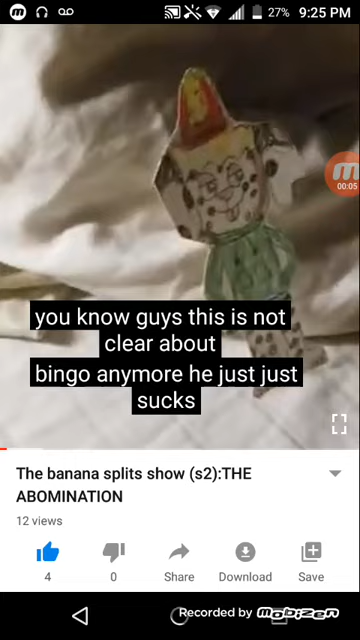 27% 9:25 PM
00:05
you know guys this is not
clear about
bingo anymore he just just
sucks
The banana splits show (s2):THE
ABOMINATION
12 views
4
0
Share
Download
Save
Recorded by mobizen